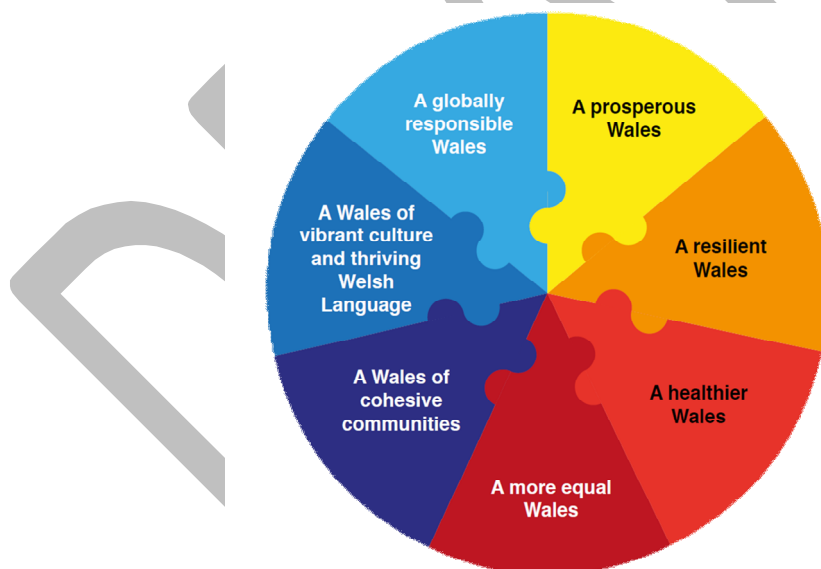 A prosperous
Wales
A resilient
Wales
A healthier
Wales
A more equal
Wales
A Wales of
cohesive
communities
A Wales of
vibrant culture
and thriving
Welsh
Language
A globally
responsible
Wales